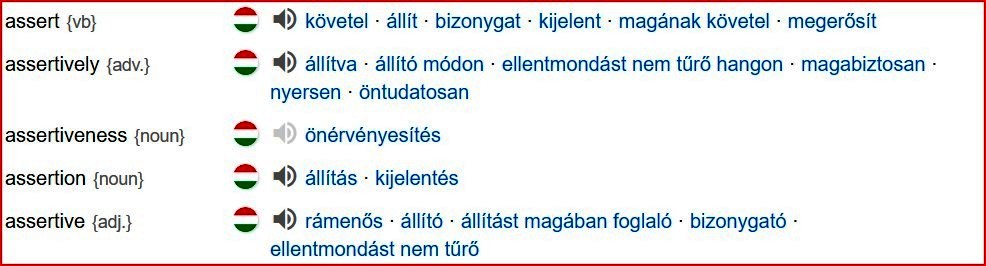 assert {vb} követel · állít · bizonygat · kijelent · magának követel · megerősít
assertively {adv.} állítva · állító módon · ellentmondást nem tűrő hangon · magabiztosan ·
nyersen · öntudatosan
assertiveness {noun} önérvényesítés
assertion {noun} állítás · kijelentés
assertive {adj.} rámenős · állító · állítást magában foglaló · bizonygató ·
ellentmondást nem tűrő